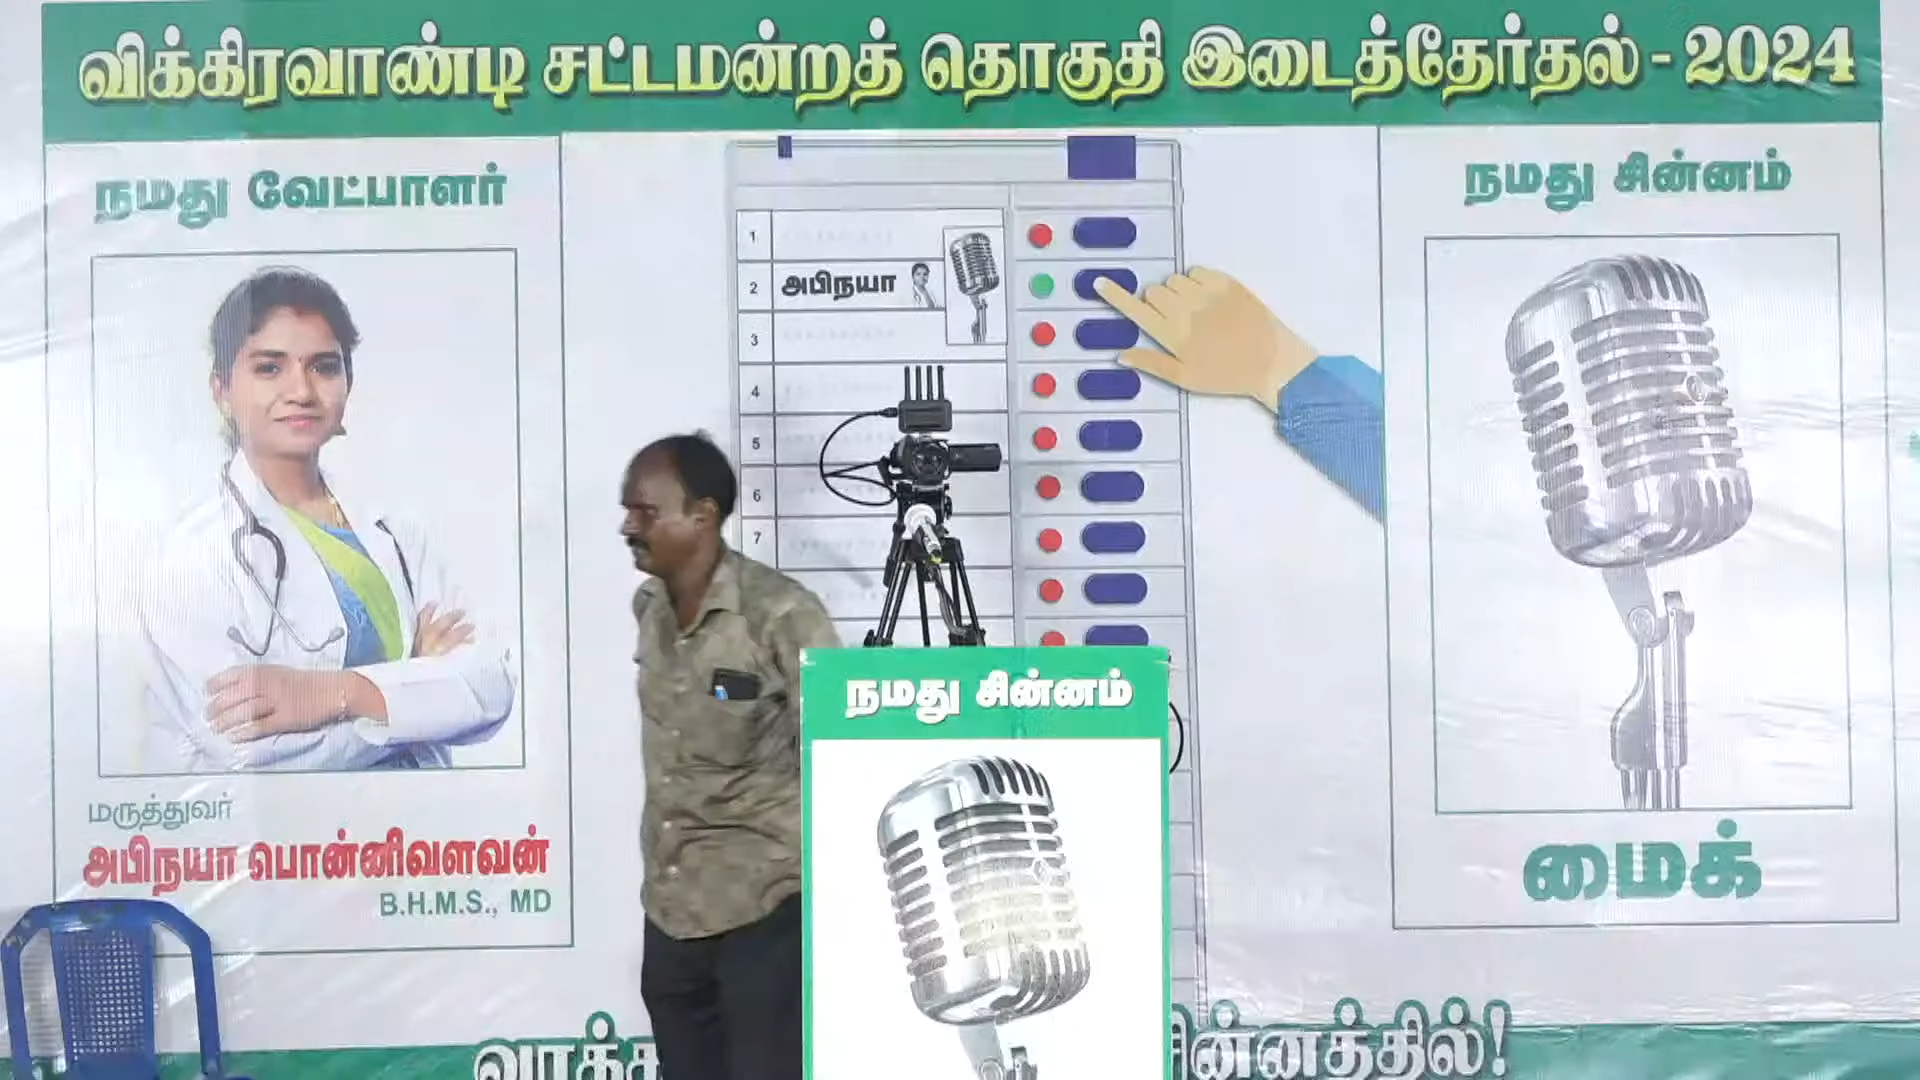 விக்கிரவாண்டி சட்டமன்றத் தொகுதி இடைத்தேர்தல் - 2024
நமது வேட்பாளர்
மருத்துவர்
அபிநயா பொன்னிவளவன்
B.H.M.S., MD
1
2 அபிநயா
3
4
5
6
7
நமது சின்னம்
மைக்
நமது சின்னம்